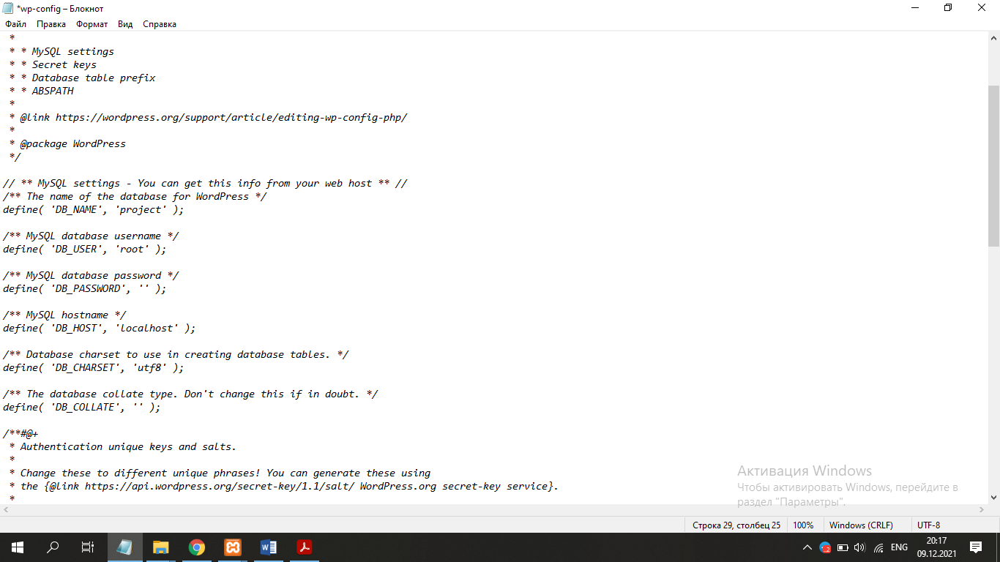 *wp-config – Блокнот
Файл Правка Формат Вид Справка
*
* * MySQL settings
* * Secret keys
* * Database table prefix
* * ABSPATH
*
* @link https://wordpress.org/support/article/editing-wp-config-php/
*
* @package WordPress
*/
// ** MySQL settings - You can get this info from your web host ** //
/** The name of the database for WordPress */
define( 'DB_NAME', 'project' );
/** MySQL database username */
define( 'DB_USER', 'root' );
/** MySQL database password */
define( 'DB_PASSWORD', '' );
/** MySQL hostname */
define( 'DB_HOST', 'localhost' );
/** Database charset to use in creating database tables. */
define( 'DB_CHARSET', 'utf8' );
/** The database collate type. Don't change this if in doubt. */
define( 'DB_COLLATE', '' );
/**#@+
* Authentication unique keys and salts.
*
* Change these to different unique phrases! You can generate these using
* the {@link https://api.wordpress.org/secret-key/1.1/salt/ WordPress.org secret-key service}.
*
Активация Windows
Чтобы активировать Windows, перейдите в
раздел "Параметры".
Строка 29, столбец 25 100% Windows (CRLF) UTF-8
ENG
20:17
09.12.2021